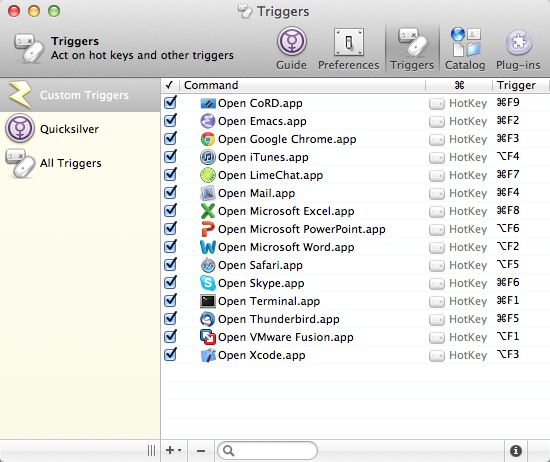 Triggers
Triggers
Act on hot keys and other triggers
Guide Preferences Triggers Catalog Plug-ins
Custom Triggers
Quicksilver
All Triggers
✓ Command ⌘ Trigger
Open CoRD.app HotKey ⌘F9
Open Emacs.app HotKey ⌘F2
Open Google Chrome.app HotKey ⌘F3
Open iTunes.app HotKey ⌥F4
Open LimeChat.app HotKey ⌘F7
Open Mail.app HotKey ⌘F4
Open Microsoft Excel.app HotKey ⌘F8
Open Microsoft PowerPoint.app HotKey ⌥F6
Open Microsoft Word.app HotKey ⌥F2
Open Safari.app HotKey ⌥F5
Open Skype.app HotKey ⌘F6
Open Terminal.app HotKey ⌘F1
Open Thunderbird.app HotKey ⌘F5
Open VMware Fusion.app HotKey ⌥F1
Open Xcode.app HotKey ⌥F3